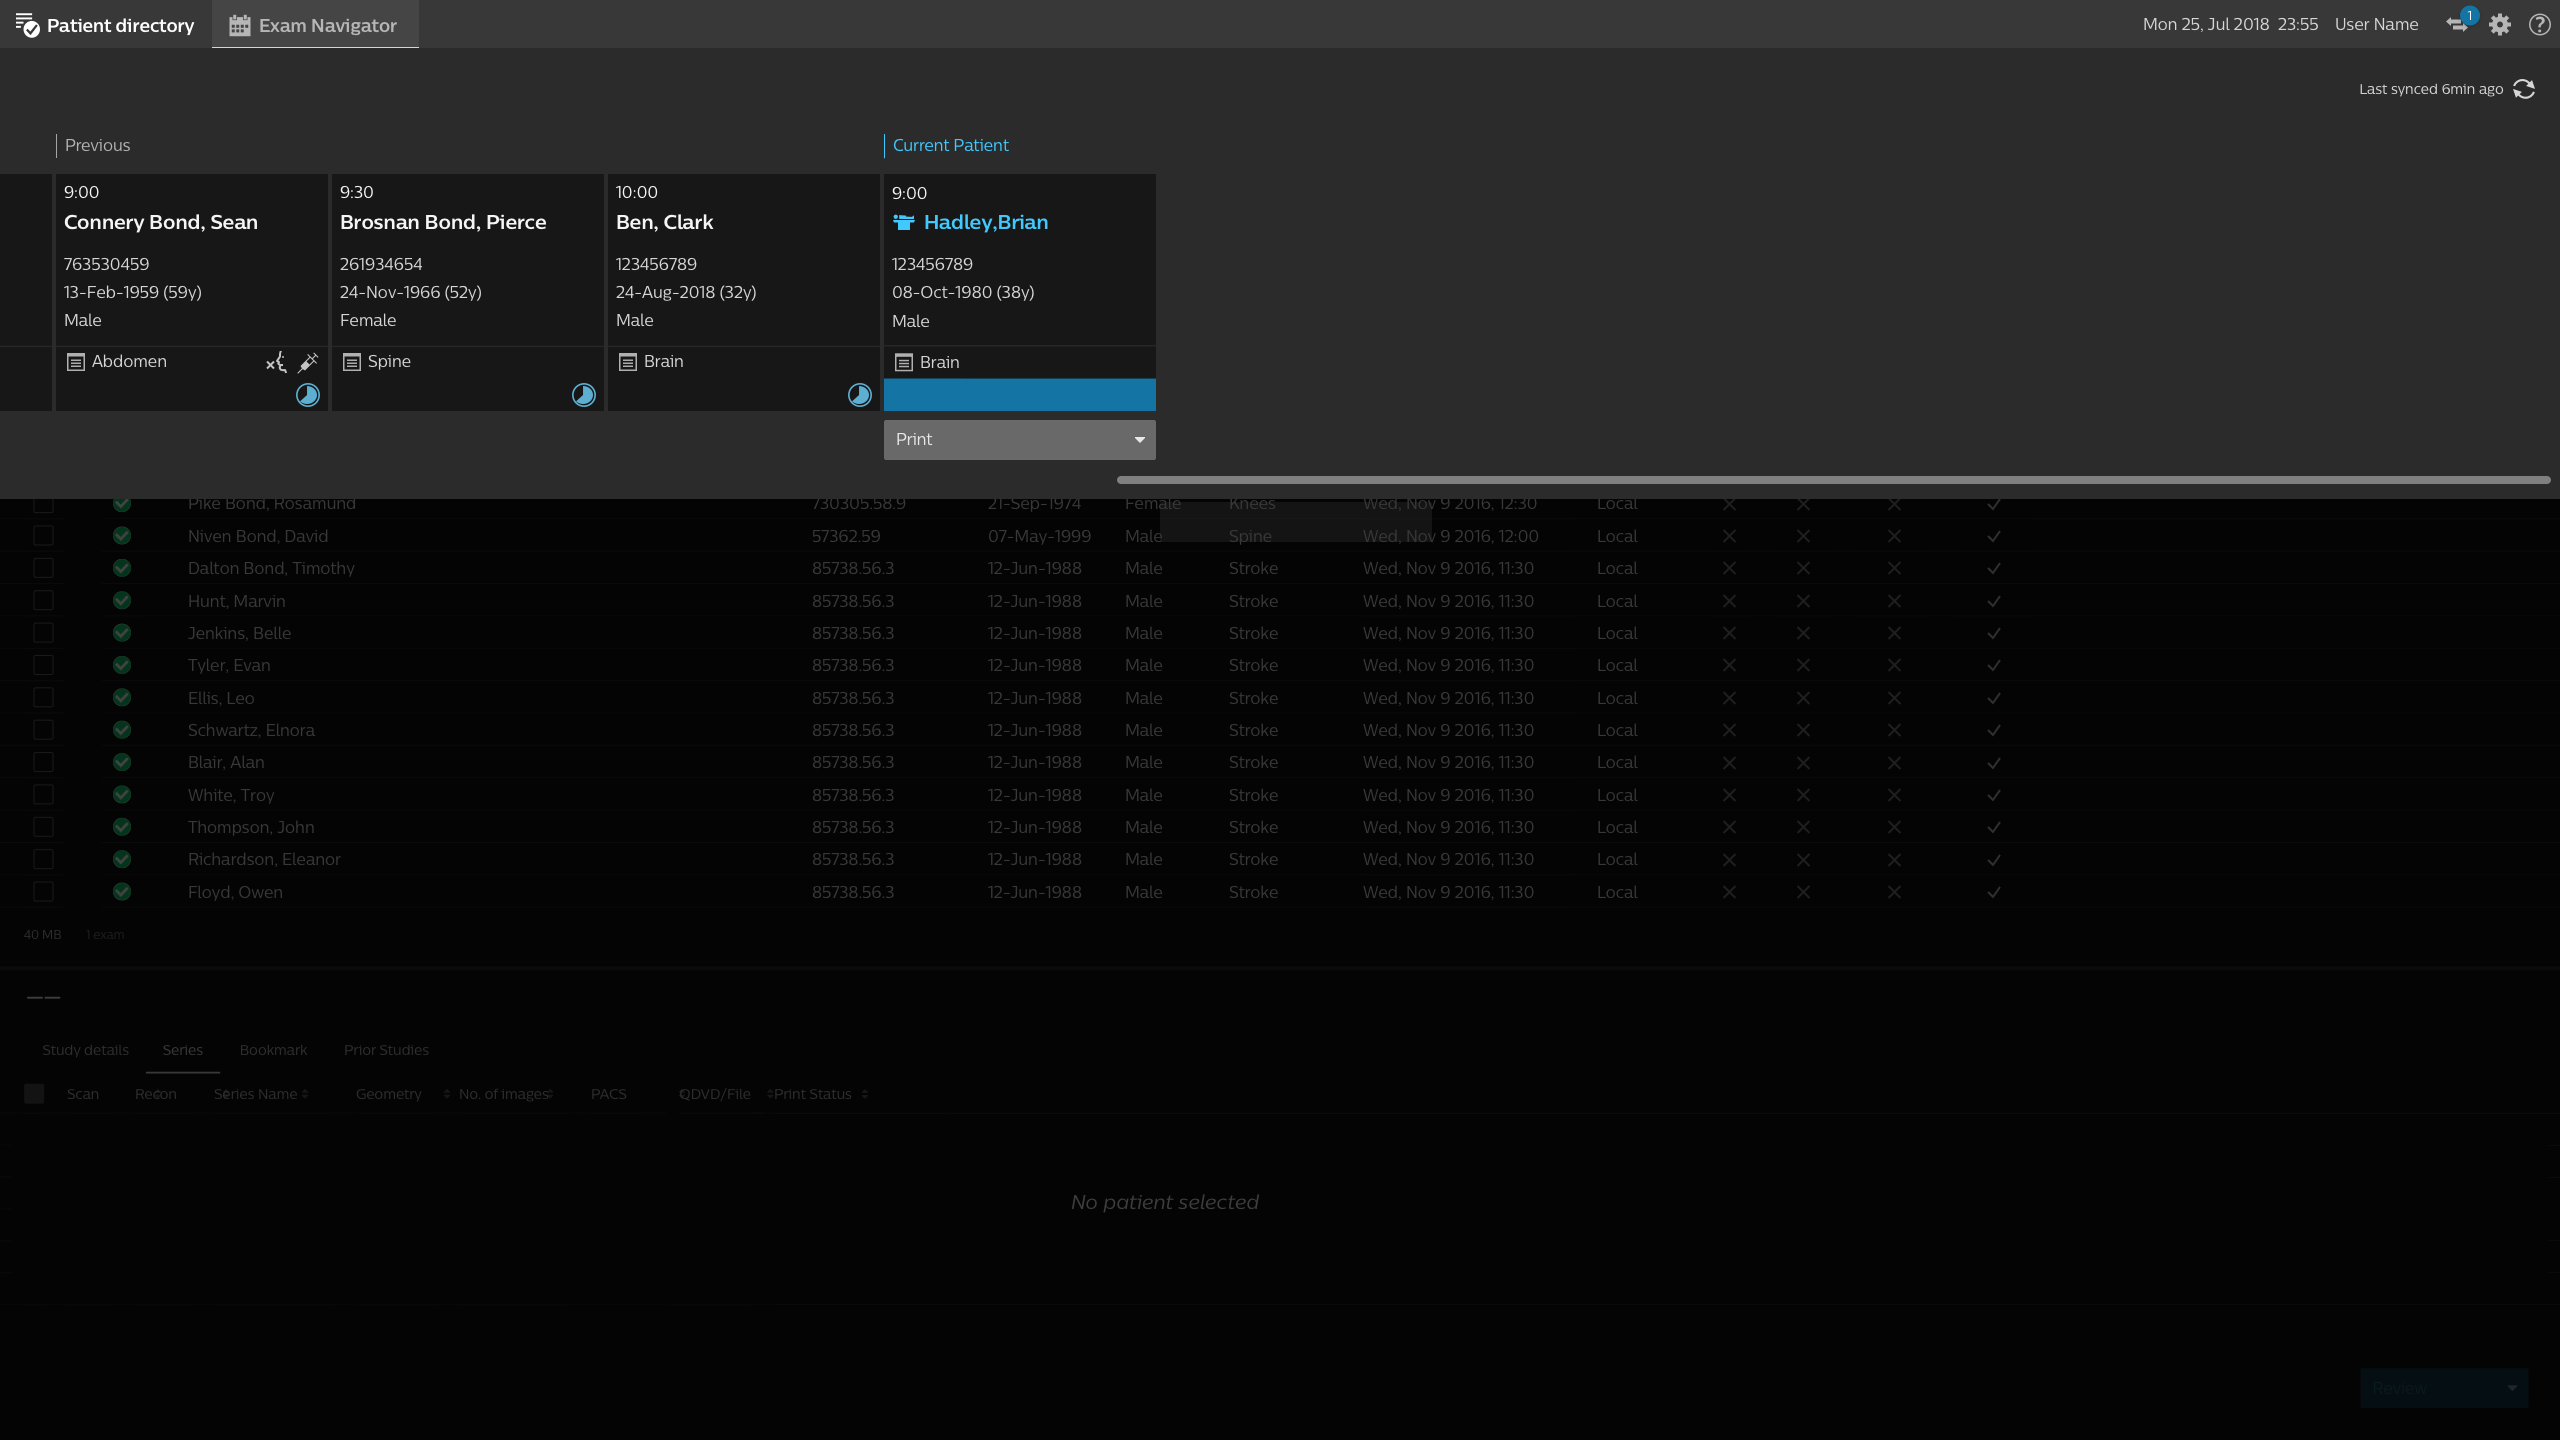 Patient directory
Exam Navigator
Mon 25, Jul 2018 23:55 User Name
1
Last synced 6min ago
Previous
Current Patient
9:00
Connery Bond, Sean
763530459
13-Feb-1959 (59y)
Male
Abdomen
9:30
Brosnan Bond, Pierce
261934654
24-Nov-1966 (52y)
Female
Spine
10:00
Ben, Clark
123456789
24-Aug-2018 (32y)
Male
Brain
9:00
Hadley,Brian
123456789
08-Oct-1980 (38y)
Male
Brain
Print
Pike Bond, Rosamund 730305.58.9 21-Sep-1974 Female Knees Wed, Nov 9 2016, 12:30 Local
Niven Bond, David 57362.59 07-May-1999 Male Spine Wed, Nov 9 2016, 12:00 Local
Dalton Bond, Timothy 85738.56.3 12-Jun-1988 Male Stroke Wed, Nov 9 2016, 11:30 Local
Hunt, Marvin 85738.56.3 12-Jun-1988 Male Stroke Wed, Nov 9 2016, 11:30 Local
Jenkins, Belle 85738.56.3 12-Jun-1988 Male Stroke Wed, Nov 9 2016, 11:30 Local
Tyler, Evan 85738.56.3 12-Jun-1988 Male Stroke Wed, Nov 9 2016, 11:30 Local
Ellis, Leo 85738.56.3 12-Jun-1988 Male Stroke Wed, Nov 9 2016, 11:30 Local
Schwartz, Elnora 85738.56.3 12-Jun-1988 Male Stroke Wed, Nov 9 2016, 11:30 Local
Blair, Alan 85738.56.3 12-Jun-1988 Male Stroke Wed, Nov 9 2016, 11:30 Local
White, Troy 85738.56.3 12-Jun-1988 Male Stroke Wed, Nov 9 2016, 11:30 Local
Thompson, John 85738.56.3 12-Jun-1988 Male Stroke Wed, Nov 9 2016, 11:30 Local
Richardson, Eleanor 85738.56.3 12-Jun-1988 Male Stroke Wed, Nov 9 2016, 11:30 Local
Floyd, Owen 85738.56.3 12-Jun-1988 Male Stroke Wed, Nov 9 2016, 11:30 Local
40 MB 1 exam
Study details Series Bookmark Prior Studies
Scan Recon Series Name Geometry No. of images PACS QDVD/File Print Status
No patient selected
Review